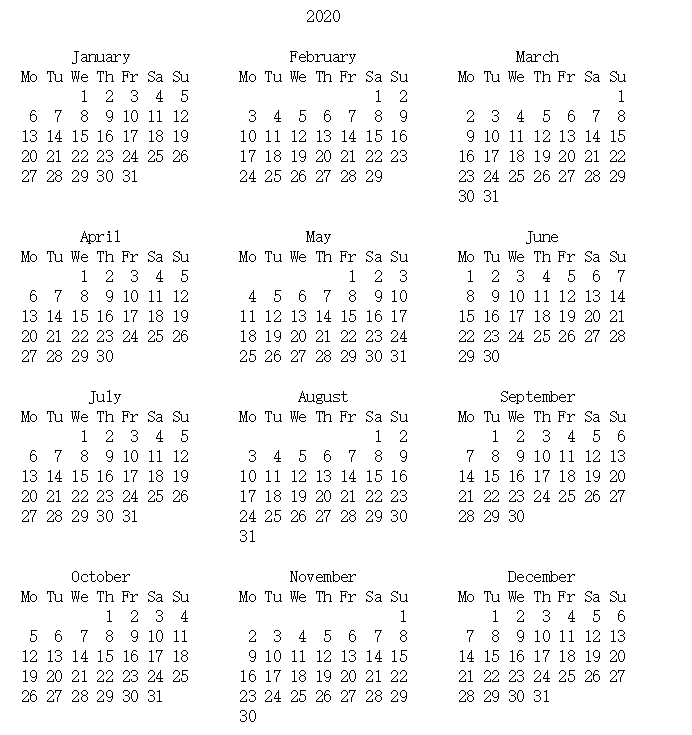 2020
January February March
Mo Tu We Th Fr Sa Su Mo Tu We Th Fr Sa Su Mo Tu We Th Fr Sa Su
1 2 3 4 5 1 2 1
6 7 8 9 10 11 12 3 4 5 6 7 8 9 2 3 4 5 6 7 8
13 14 15 16 17 18 19 10 11 12 13 14 15 16 9 10 11 12 13 14 15
20 21 22 23 24 25 26 17 18 19 20 21 22 23 16 17 18 19 20 21 22
27 28 29 30 31 24 25 26 27 28 29 23 24 25 26 27 28 29
30 31
April May June
Mo Tu We Th Fr Sa Su Mo Tu We Th Fr Sa Su Mo Tu We Th Fr Sa Su
1 2 3 4 5 1 2 3 1 2 3 4 5 6 7
6 7 8 9 10 11 12 4 5 6 7 8 9 10 8 9 10 11 12 13 14
13 14 15 16 17 18 19 11 12 13 14 15 16 17 15 16 17 18 19 20 21
20 21 22 23 24 25 26 18 19 20 21 22 23 24 22 23 24 25 26 27 28
27 28 29 30 25 26 27 28 29 30 31 29 30
July August September
Mo Tu We Th Fr Sa Su Mo Tu We Th Fr Sa Su Mo Tu We Th Fr Sa Su
1 2 3 4 5 1 2 1 2 3 4 5 6
6 7 8 9 10 11 12 3 4 5 6 7 8 9 7 8 9 10 11 12 13
13 14 15 16 17 18 19 10 11 12 13 14 15 16 14 15 16 17 18 19 20
20 21 22 23 24 25 26 17 18 19 20 21 22 23 21 22 23 24 25 26 27
27 28 29 30 31 24 25 26 27 28 29 30 28 29 30
31
October November December
Mo Tu We Th Fr Sa Su Mo Tu We Th Fr Sa Su Mo Tu We Th Fr Sa Su
1 2 3 4 1 1 2 3 4 5 6
5 6 7 8 9 10 11 2 3 4 5 6 7 8 7 8 9 10 11 12 13
12 13 14 15 16 17 18 9 10 11 12 13 14 15 14 15 16 17 18 19 20
19 20 21 22 23 24 25 16 17 18 19 20 21 22 21 22 23 24 25 26 27
26 27 28 29 30 31 23 24 25 26 27 28 29 28 29 30 31
30